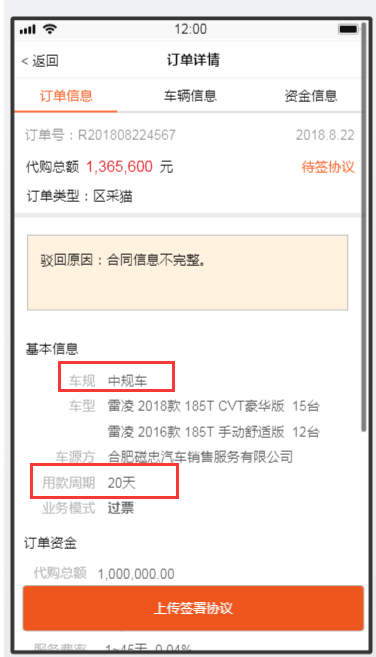 12:00
< 返回 订单详情
订单信息 车辆信息 资金信息
订单号：R201808224567 2018.8.22
代购总额 1,365,600 元 待签协议
订单类型：区采猫
驳回原因：合同信息不完整。
基本信息
车规 中规车
车型 雷凌 2018款 185T CVT豪华版 15台
雷凌 2016款 185T 手动舒适版 12台
车源方 合肥磁忠汽车销售服务有限公司
用款周期 20天
业务模式 过票
订单资金
代购总额 1,000,000.00
上传签署协议
服务费率 1~45天 0.04%